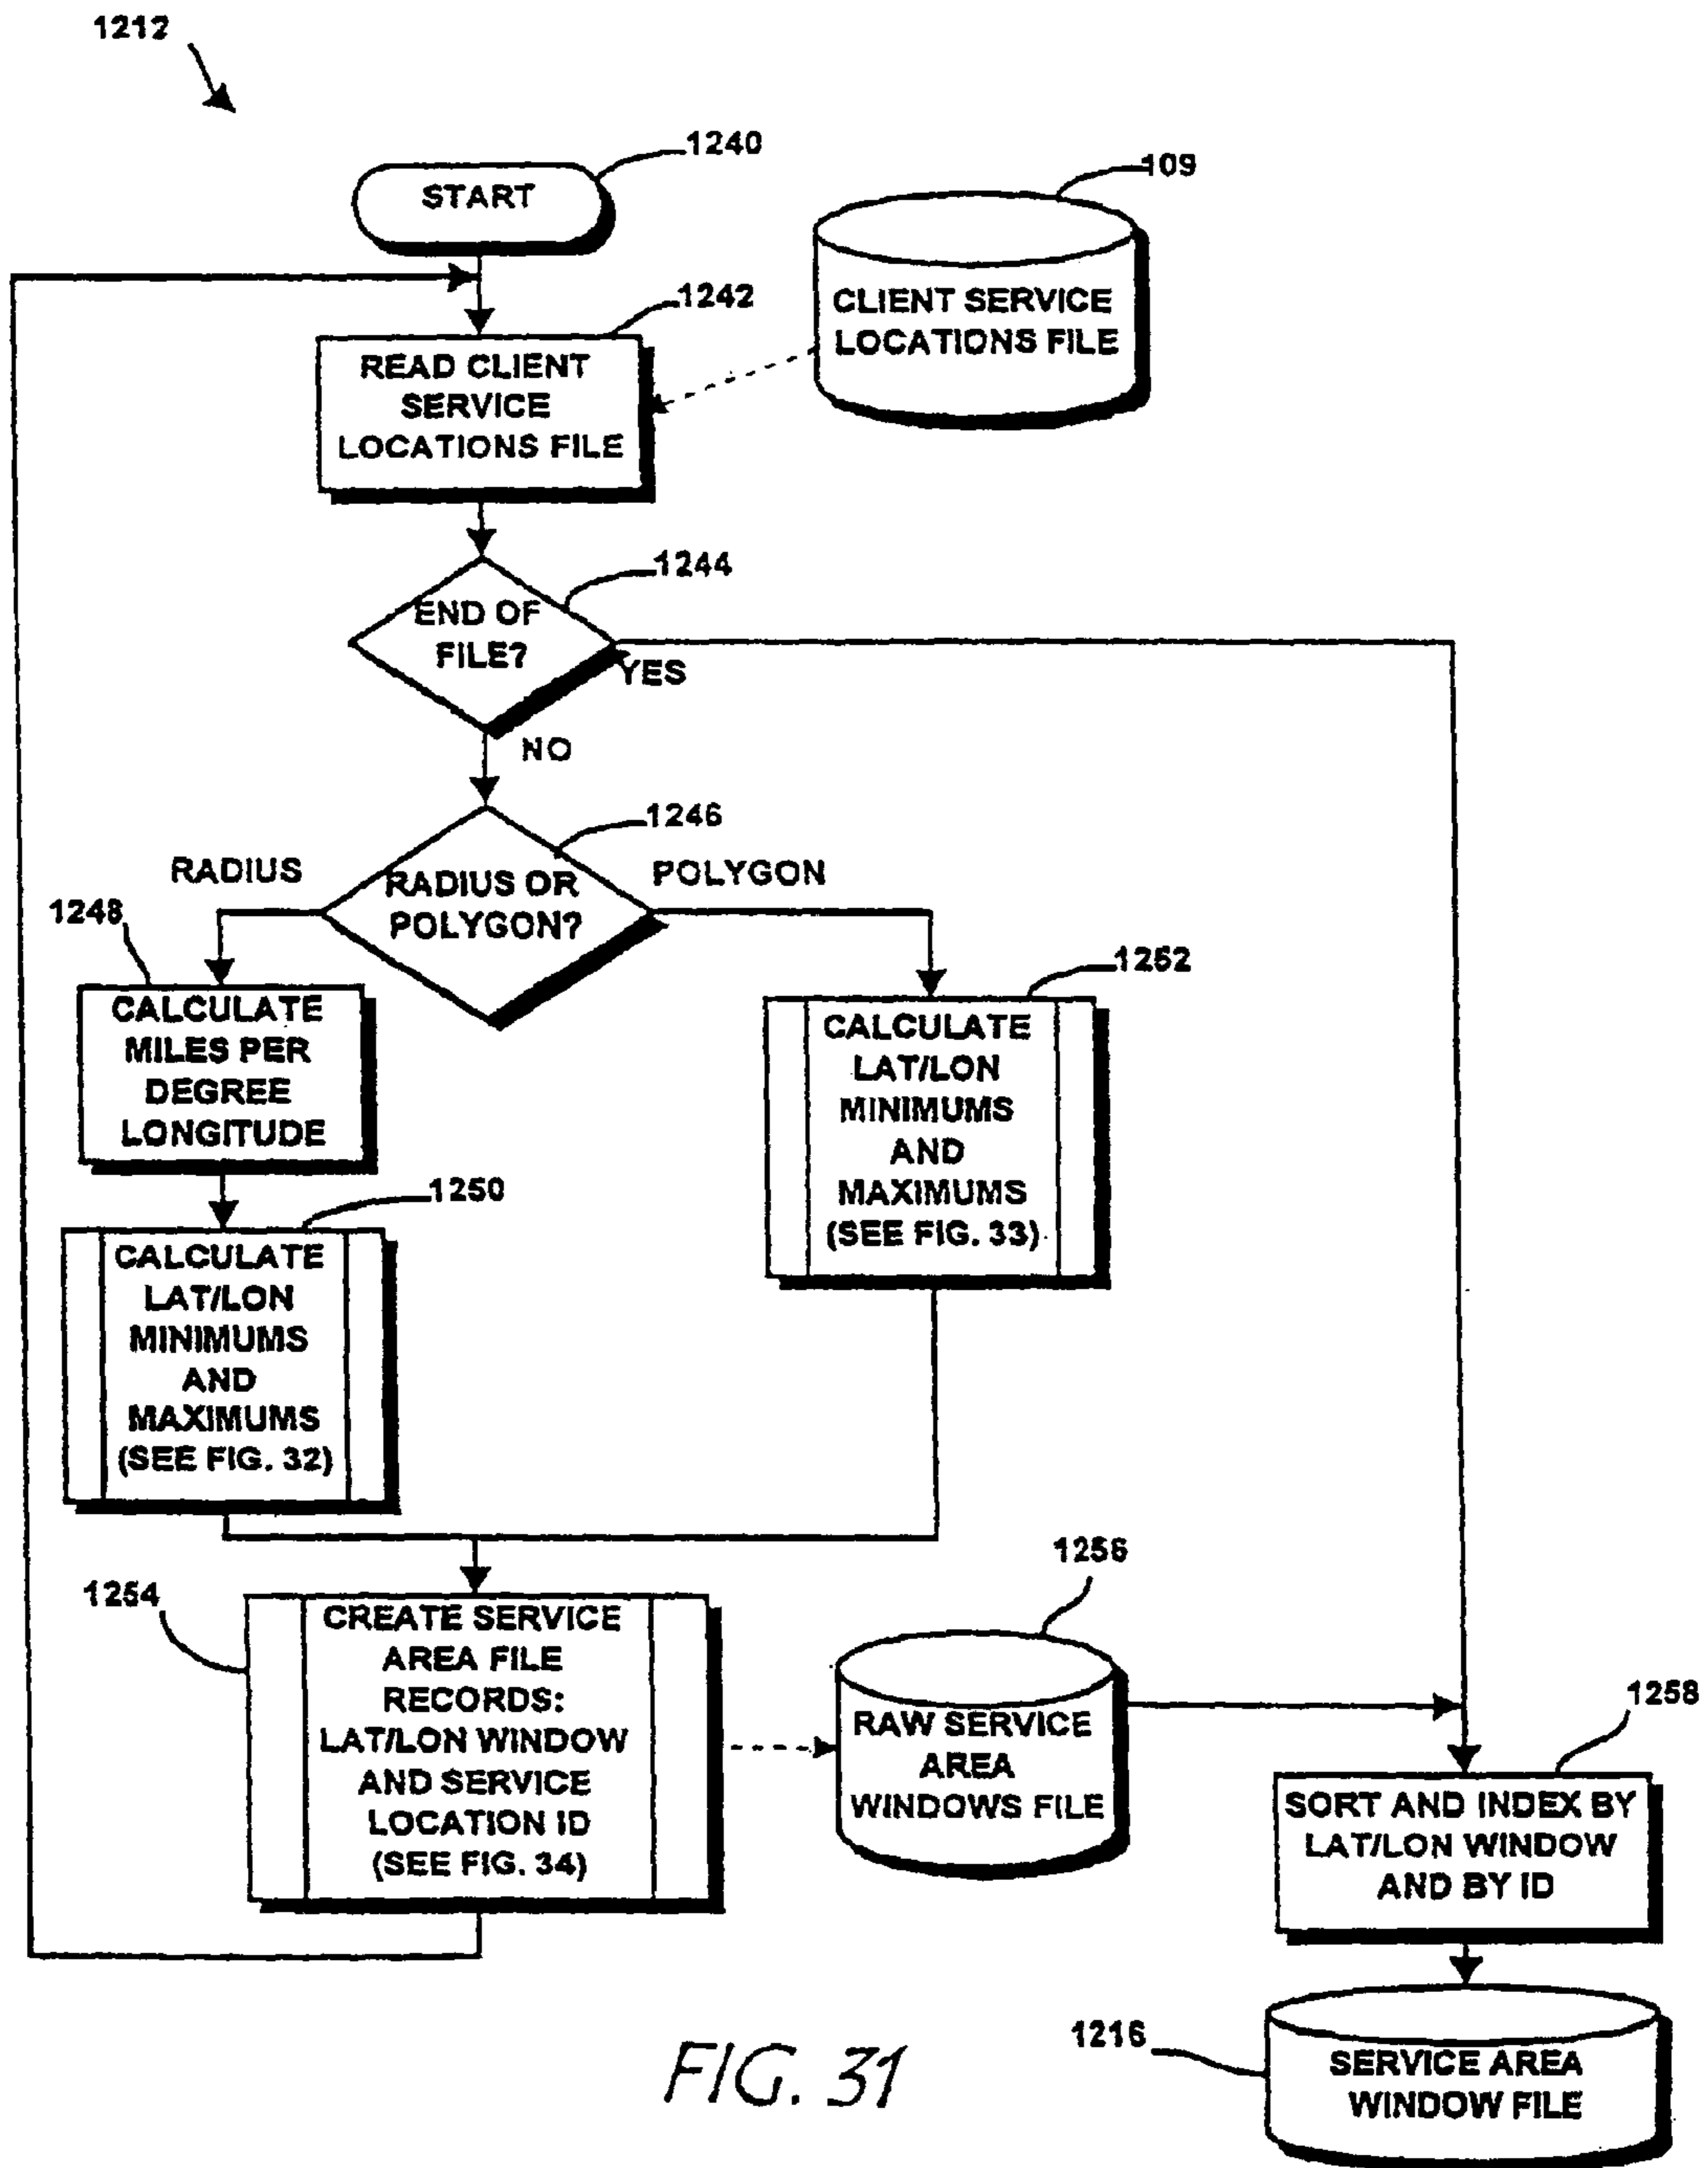 1212
1240
START
109
CLIENT SERVICE
LOCATIONS FILE
1242
READ CLIENT
SERVICE
LOCATIONS FILE
1244
END OF
FILE?
YES
NO
1246
RADIUS
RADIUS OR
POLYGON?
POLYGON
1248
CALCULATE
MILES PER
DEGREE
LONGITUDE
1252
CALCULATE
LAT/LON
MINIMUMS
AND
MAXIMUMS
(SEE FIG. 33)
1250
CALCULATE
LAT/LON
MINIMUMS
AND
MAXIMUMS
(SEE FIG. 32)
1254
CREATE SERVICE
AREA FILE
RECORDS:
LAT/LON WINDOW
AND SERVICE
LOCATION ID
(SEE FIG. 34)
1256
RAW SERVICE
AREA
WINDOWS FILE
1258
SORT AND INDEX BY
LAT/LON WINDOW
AND BY ID
1216
SERVICE AREA
WINDOW FILE
FIG. 31